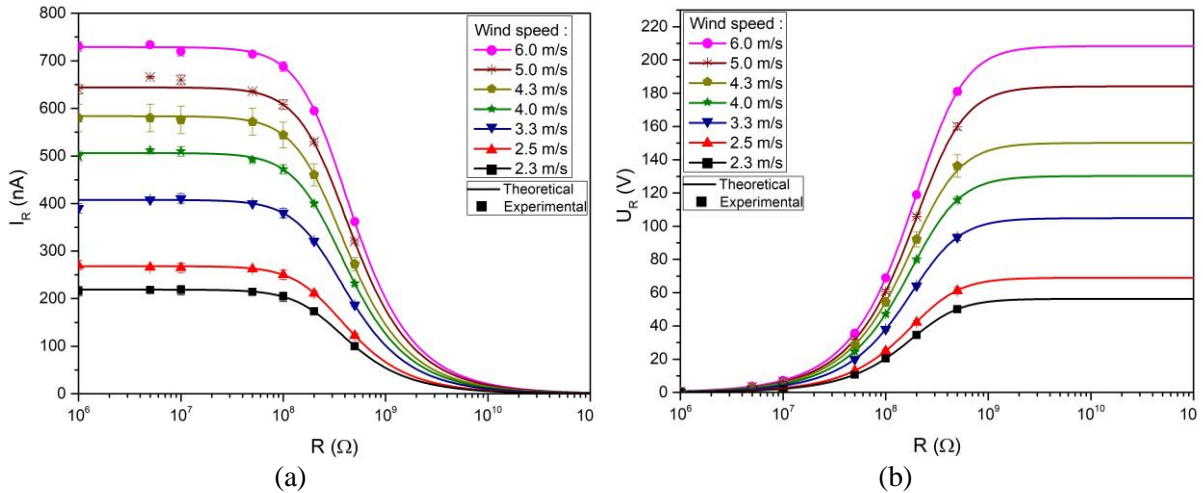 800
700
600
500
400
300
200
100
0
I_R (nA)
Wind speed :
6.0 m/s
5.0 m/s
4.3 m/s
4.0 m/s
3.3 m/s
2.5 m/s
2.3 m/s
Theoretical
Experimental
10^6 10^7 10^8 10^9 10^10 10^
R (Ω)
(a)
220
200
180
160
140
120
100
80
60
40
20
0
U_R (V)
Wind speed :
6.0 m/s
5.0 m/s
4.3 m/s
4.0 m/s
3.3 m/s
2.5 m/s
2.3 m/s
Theoretical
Experimental
10^6 10^7 10^8 10^9 10^10 10^
R (Ω)
(b)